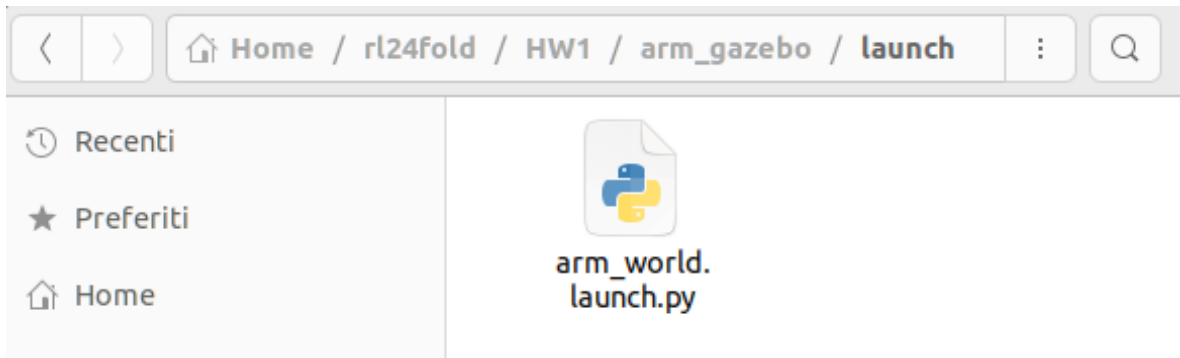 Home / rl24fold / HW1 / arm_gazebo / launch
Recenti
Preferiti
Home
arm_world.
launch.py